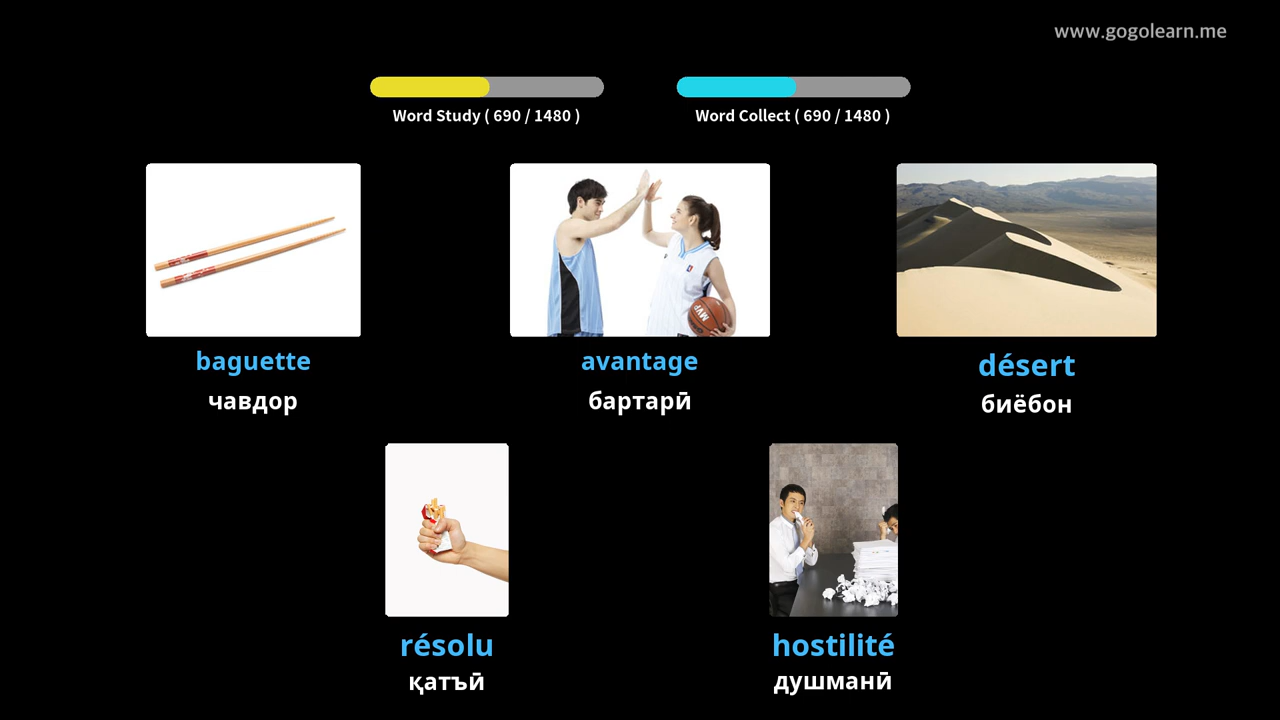 www.gogolearn.me
Word Study ( 690 / 1480 )
Word Collect ( 690 / 1480 )
MVP
baguette
чавдор
avantage
бартарӣ
désert
биёбон
résolu
қатъӣ
hostilité
душманӣ